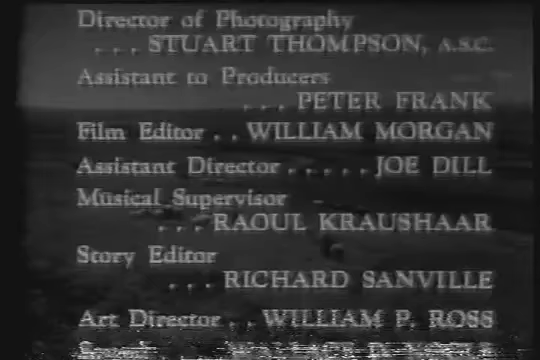 Director of Photography
. . . STUART THOMPSON, A.S.C.
Assistant to Producers
. . . PETER FRANK
Film Editor . . WILLIAM MORGAN
Assistant Director . . . . . JOE DILL
Musical Supervisor
. . . RAOUL KRAUSHAAR
Story Editor
. . . RICHARD SANVILLE
Art Director . . WILLIAM P. ROSS